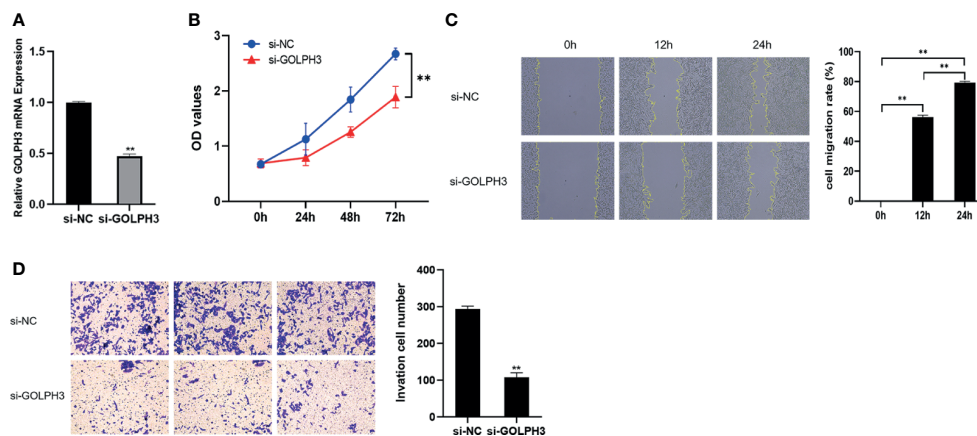 A
Relative GOLPH3 mRNA Expression
1.5
1.0
0.5
0.0
**
si-NC
si-GOLPH3
B
si-NC
si-GOLPH3
OD values
3
2
1
0
**
0h
24h
48h
72h
C
0h
12h
24h
si-NC
si-GOLPH3
cell migration rate (%)
100
80
60
40
20
0
**
**
**
0h
12h
24h
D
si-NC
si-GOLPH3
Invation cell number
400
300
200
100
0
**
si-NC
si-GOLPH3